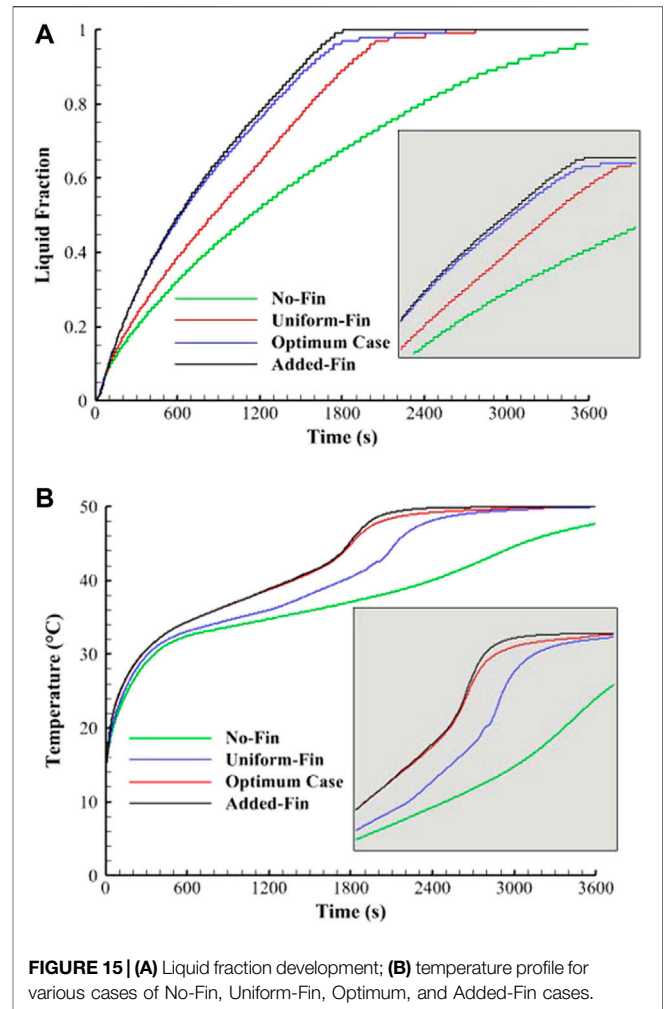 A
1
0.8
0.6
0.4
0.2
0
Liquid Fraction
No-Fin
Uniform-Fin
Optimum Case
Added-Fin
0 600 1200 1800 2400 3000 3600
Time (s)
B
50
40
30
20
10
0
Temperature (°C)
No-Fin
Uniform-Fin
Optimum Case
Added-Fin
0 600 1200 1800 2400 3000 3600
Time (s)
FIGURE 15 | (A) Liquid fraction development; (B) temperature profile for
various cases of No-Fin, Uniform-Fin, Optimum, and Added-Fin cases.